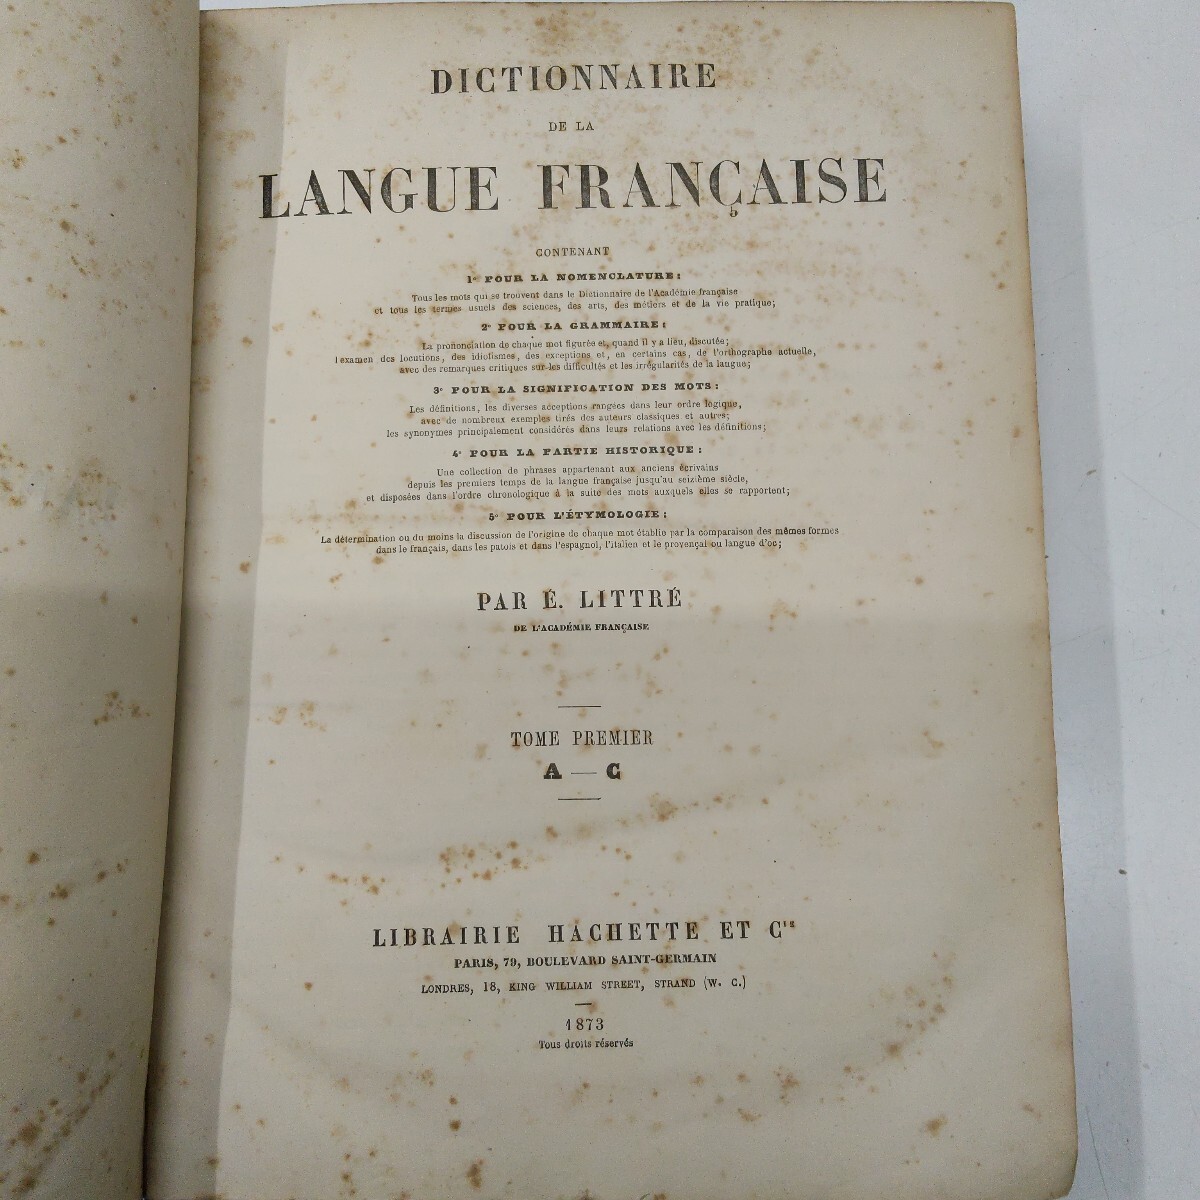 DICTIONNAIRE
DE LA
LANGUE FRANÇAISE
CONTENANT
1° POUR LA NOMENCLATURE :
Tous les mots qui se trouvent dans le Dictionnaire de l'Académie française
et tous les termes usuels des sciences, des arts, des métiers et de la vie pratique;
2° POUR LA GRAMMAIRE :
La prononciation de chaque mot figurée et, quand il y a lieu, discutée;
l'examen des locutions, des idiotismes, des exceptions et, en certains cas, de l'orthographe actuelle,
avec des remarques critiques sur les difficultés et les irrégularités de la langue;
3° POUR LA SIGNIFICATION DES MOTS :
Les définitions, les diverses acceptions rangées dans leur ordre logique,
avec de nombreux exemples tirés des auteurs classiques et autres;
les synonymes principalement considérés dans leurs relations avec les définitions;
4° POUR LA PARTIE HISTORIQUE :
Une collection de phrases appartenant aux anciens écrivains
depuis les premiers temps de la langue française jusqu'au seizième siècle,
et disposées dans l'ordre chronologique à la suite des mots auxquels elles se rapportent;
5° POUR L'ÉTYMOLOGIE :
La détermination ou du moins la discussion de l'origine de chaque mot établie par la comparaison des mêmes formes
dans le français, dans les patois et dans l'espagnol, l'italien et le provençal ou langue d'oc;
PAR É. LITTRÉ
DE L'ACADÉMIE FRANÇAISE
TOME PREMIER
A — C
LIBRAIRIE HACHETTE ET Cie
PARIS, 79, BOULEVARD SAINT-GERMAIN
LONDRES, 18, KING WILLIAM STREET, STRAND (W. C.)
1873
Tous droits réservés